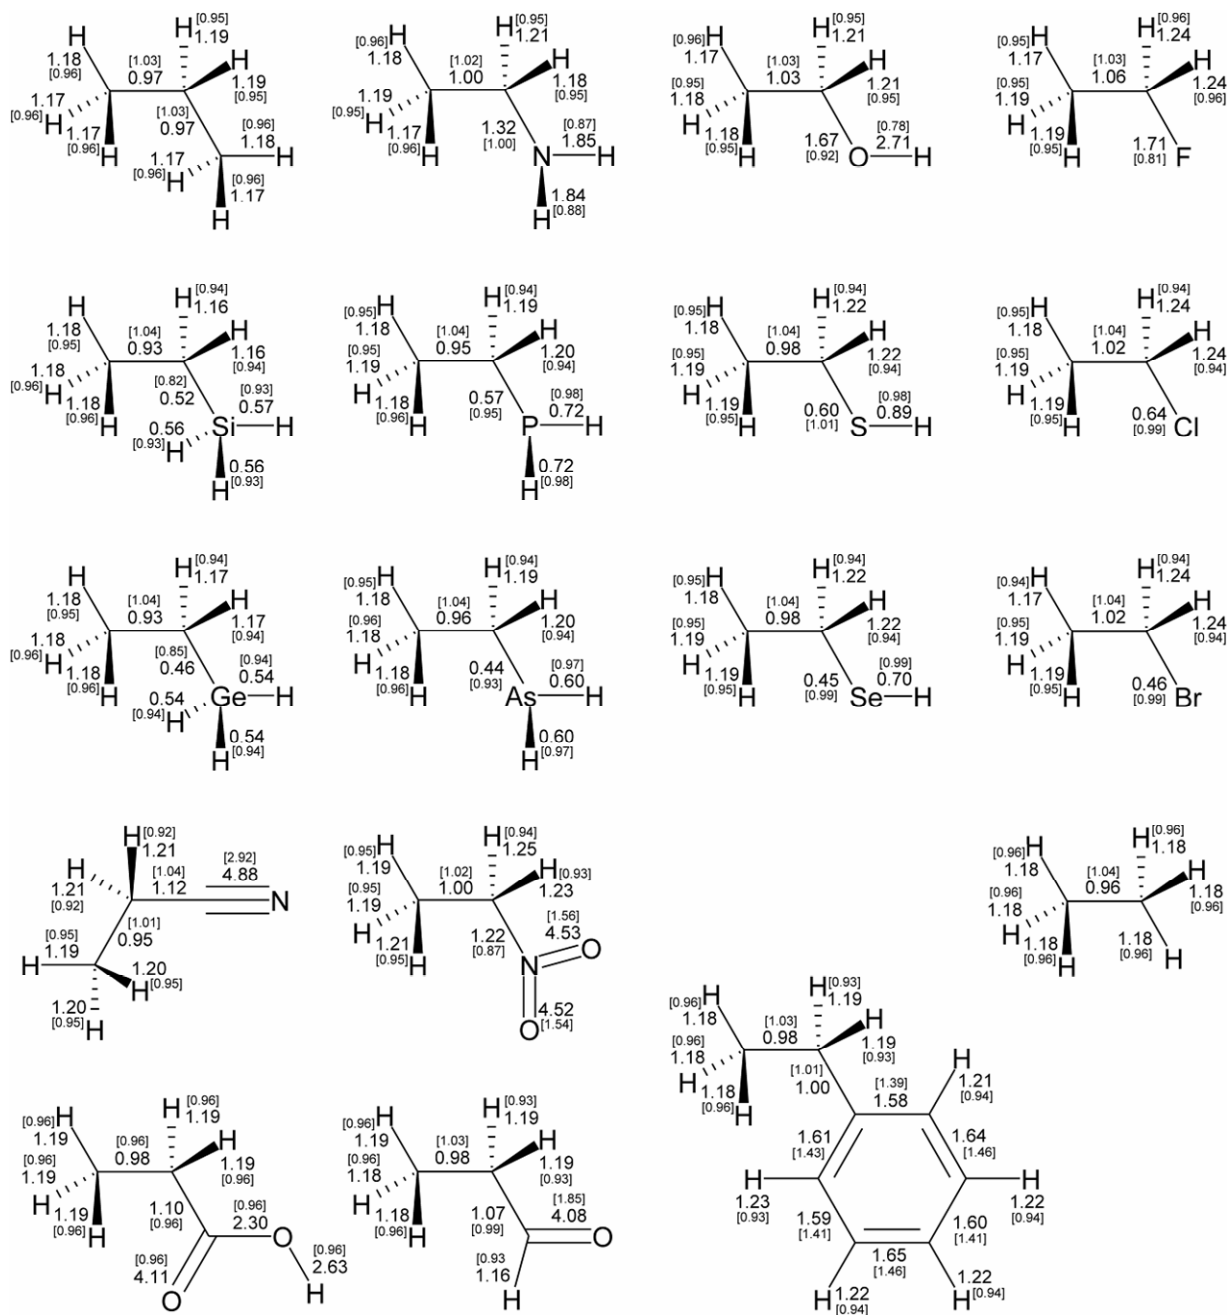 H
1.18
[0.96]
H
[0.95]
1.19
[1.03]
0.97
H
1.19
[0.95]
1.17
[0.96]
H
1.17
[0.96]
H
[1.03]
0.97
[0.96]
1.18
H
1.17
[0.96]
H
[0.96]
1.17
H
H
[0.96]
1.18
H
[0.95]
1.21
[1.02]
1.00
H
1.18
[0.95]
1.19
[0.95]
H
1.17
[0.96]
H
1.32
[1.00]
N
[0.87]
1.85
H
1.84
[0.88]
H
H
[0.96]
1.17
H
[0.95]
1.21
[1.03]
1.03
H
1.21
[0.95]
[0.95]
1.18
H
1.18
[0.95]
H
1.67
[0.92]
O
[0.78]
2.71
H
H
[0.95]
1.17
H
[0.96]
1.24
[1.03]
1.06
H
1.24
[0.96]
[0.95]
1.19
H
1.19
[0.95]
H
1.71
[0.81]
F
H
1.18
[0.95]
H
[0.94]
1.16
[1.04]
0.93
H
1.16
[0.94]
1.18
[0.96]
H
1.18
[0.96]
H
[0.82]
0.52
Si
[0.93]
0.57
H
0.56
[0.93]
H
0.56
[0.93]
H
H
[0.95]
1.18
H
[0.94]
1.19
[1.04]
0.95
H
1.20
[0.94]
[0.95]
1.19
H
1.18
[0.96]
H
0.57
[0.95]
P
[0.98]
0.72
H
0.72
[0.98]
H
H
[0.95]
1.18
H
[0.94]
1.22
[1.04]
0.98
H
1.22
[0.94]
[0.95]
1.19
H
1.19
[0.95]
H
0.60
[1.01]
S
[0.98]
0.89
H
H
[0.95]
1.18
H
[0.94]
1.24
[1.04]
1.02
H
1.24
[0.94]
[0.95]
1.19
H
1.19
[0.95]
H
0.64
[0.99]
Cl
H
1.18
[0.95]
H
[0.94]
1.17
[1.04]
0.93
H
1.17
[0.94]
1.18
[0.96]
H
1.18
[0.96]
H
[0.85]
0.46
Ge
[0.94]
0.54
H
0.54
[0.94]
H
0.54
[0.94]
H
H
[0.95]
1.18
H
[0.94]
1.19
[1.04]
0.96
H
1.20
[0.94]
[0.96]
1.18
H
1.18
[0.96]
H
0.44
[0.93]
As
[0.97]
0.60
H
0.60
[0.97]
H
H
[0.95]
1.18
H
[0.94]
1.22
[1.04]
0.98
H
1.22
[0.94]
[0.95]
1.19
H
1.19
[0.95]
H
0.45
[0.99]
Se
[0.99]
0.70
H
H
[0.94]
1.17
H
[0.94]
1.24
[1.04]
1.02
H
1.24
[0.94]
[0.95]
1.19
H
1.19
[0.95]
H
0.46
[0.99]
Br
H
[0.92]
1.21
H
1.21
[0.92]
[1.04]
1.12
[2.92]
4.88
N
[1.01]
0.95
[0.95]
1.19
H
1.20
[0.95]
H
1.20
[0.95]
H
H
[0.95]
1.19
H
[0.94]
1.25
[1.02]
1.00
H
[0.93]
1.23
[0.95]
1.19
H
1.21
[0.95]
H
1.22
[0.87]
N
[1.56]
4.53
O
4.52
[1.54]
O
H
[0.96]
1.18
H
[0.96]
1.18
[1.04]
0.96
H
1.18
[0.96]
[0.96]
1.18
H
1.18
[0.96]
H
1.18
[0.96]
H
H
[0.96]
1.18
H
[0.93]
1.19
[1.03]
0.98
H
1.19
[0.93]
[0.96]
1.18
H
1.18
[0.96]
H
[1.01]
1.00
[1.39]
1.58
H
1.21
[0.94]
1.61
[1.43]
1.64
[1.46]
H
1.23
[0.93]
H
1.22
[0.94]
1.59
[1.41]
1.60
[1.41]
1.65
[1.46]
H
1.22
[0.94]
H
1.22
[0.94]
H
[0.96]
1.19
H
[0.96]
1.19
[0.96]
0.98
H
1.19
[0.96]
[0.96]
1.19
H
1.19
[0.96]
H
1.10
[0.96]
[0.96]
2.30
O
[0.96]
2.63
H
[0.96]
4.11
O
H
[0.96]
1.19
H
[0.93]
1.19
[1.03]
0.98
H
1.19
[0.93]
[0.96]
1.18
H
1.18
[0.96]
H
1.07
[0.99]
[1.85]
4.08
O
[0.93
1.16
H